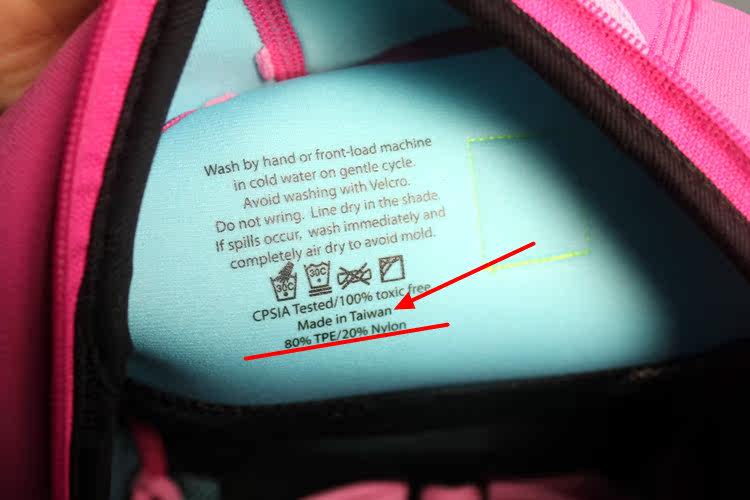 Wash by hand or front-load machine
in cold water on gentle cycle.
Avoid washing with Velcro.
Do not wring. Line dry in the shade.
If spills occur, wash immediately and
completely air dry to avoid mold.
30C 30C
CPSIA Tested/100% toxic free
Made in Taiwan
80% TPE/20% Nylon